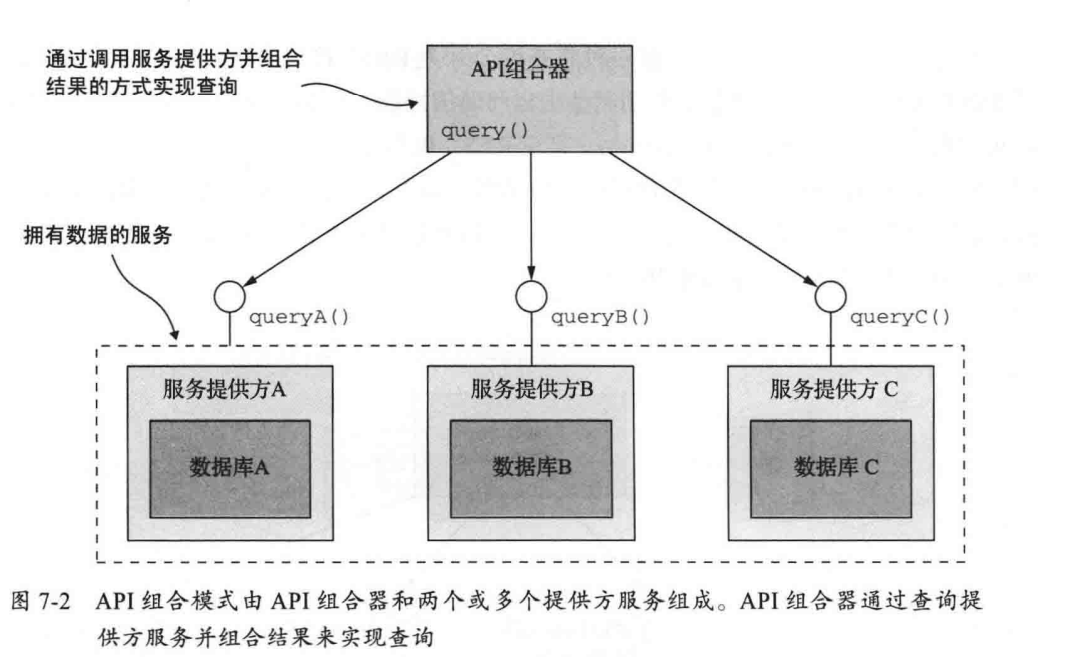 通过调用服务提供方并组合
结果的方式实现查询
API组合器
query()
拥有数据的服务
queryA()
queryB()
queryC()
服务提供方A
服务提供方B
服务提供方 C
数据库A
数据库B
数据库 C
图 7-2 API 组合模式由 API 组合器和两个或多个提供方服务组成。API 组合器通过查询提
供方服务并组合结果来实现查询